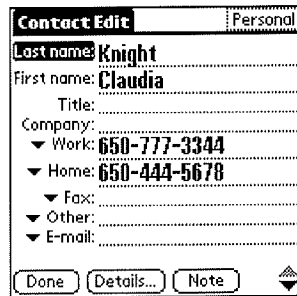 Contact Edit Personal
Last name: Knight
First name: Claudia
Title:
Company:
Work: 650-777-3344
Home: 650-444-5678
Fax:
Other:
E-mail:
Done Details... Note